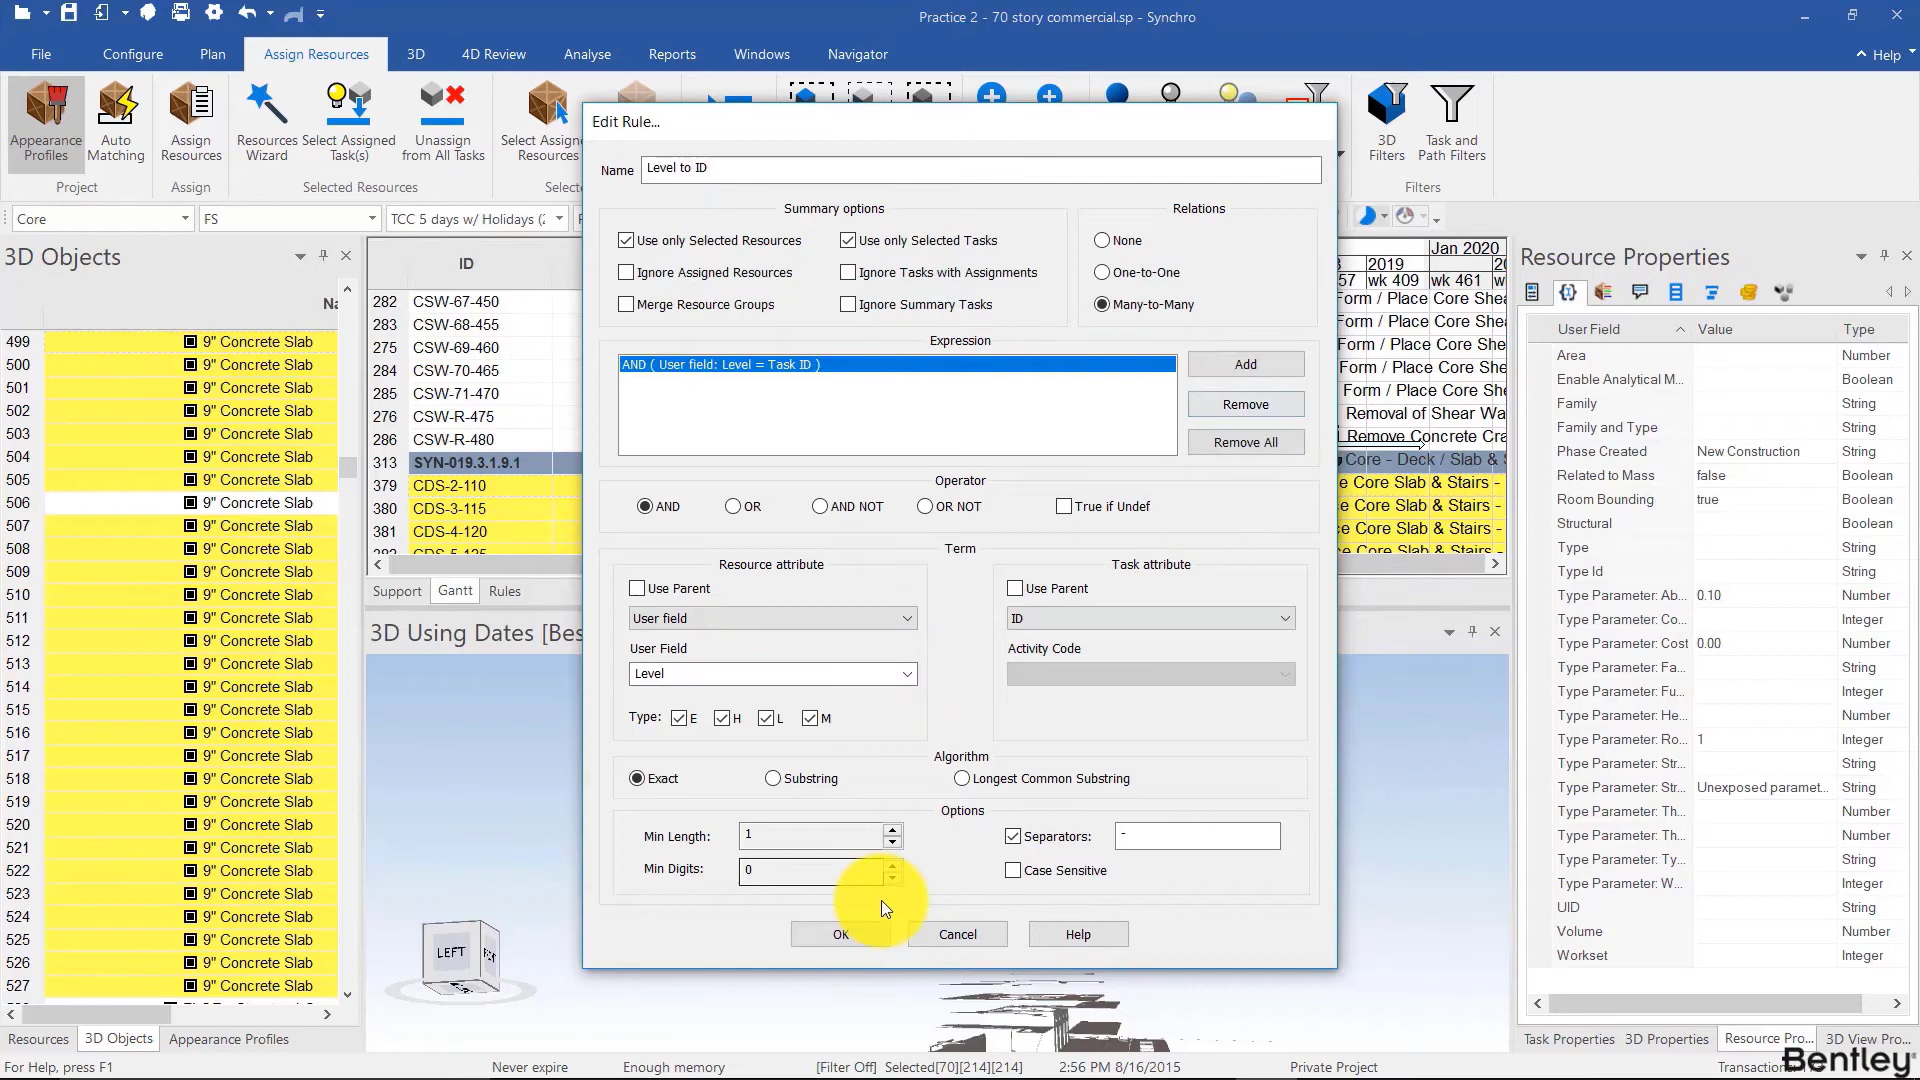 Practice 2 - 70 story commercial.sp - Synchro
File Configure Plan Assign Resources 3D 4D Review Analyse Reports Windows Navigator Help
Appearance Profiles
Auto Matching
Assign Resources
Resources Wizard
Select Assigned Task(s)
Unassign from All Tasks
3D Filters
Task and Path Filters
Project Assign Selected Resources Filters
Core FS TCC 5 days w/ Holidays
3D Objects
499 9" Concrete Slab
500 9" Concrete Slab
501 9" Concrete Slab
502 9" Concrete Slab
503 9" Concrete Slab
504 9" Concrete Slab
505 9" Concrete Slab
506 9" Concrete Slab
507 9" Concrete Slab
508 9" Concrete Slab
509 9" Concrete Slab
510 9" Concrete Slab
511 9" Concrete Slab
512 9" Concrete Slab
513 9" Concrete Slab
514 9" Concrete Slab
515 9" Concrete Slab
516 9" Concrete Slab
517 9" Concrete Slab
518 9" Concrete Slab
519 9" Concrete Slab
520 9" Concrete Slab
521 9" Concrete Slab
522 9" Concrete Slab
523 9" Concrete Slab
524 9" Concrete Slab
525 9" Concrete Slab
526 9" Concrete Slab
527 9" Concrete Slab
Resources 3D Objects Appearance Profiles
ID
282 CSW-67-450
283 CSW-68-455
275 CSW-69-460
284 CSW-70-465
285 CSW-71-470
276 CSW-R-475
286 CSW-R-480
313 SYN-019.3.1.9.1
379 CDS-2-110
380 CDS-3-115
381 CDS-4-120
Support Gantt Rules
3D Using Dates
LEFT
Jan 2020
2019
wk 409 wk 461
Form / Place Core
Form / Place Core
Form / Place Core
Form / Place Core
Form / Place Core
Removal of Shear
Remove Concrete
Core - Deck / Slab &
Core Slab & Stairs -
Core Slab & Stairs -
Core Slab & Stairs -
Core Slab & Stairs -
Edit Rule...
Name Level to ID
Summary options
Use only Selected Resources Use only Selected Tasks
Ignore Assigned Resources Ignore Tasks with Assignments
Merge Resource Groups Ignore Summary Tasks
Relations
None
One-to-One
Many-to-Many
Expression
AND ( User field: Level = Task ID )
Add
Remove
Remove All
Operator
AND OR AND NOT OR NOT True if Undef
Term
Resource attribute
Use Parent
User field
User Field
Level
Type: E H L M
Task attribute
Use Parent
ID
Activity Code
Algorithm
Exact Substring Longest Common Substring
Options
Min Length: 1 Separators: -
Min Digits: 0 Case Sensitive
OK Cancel Help
Resource Properties
User Field Value Type
Area Number
Enable Analytical M... Boolean
Family String
Family and Type String
Phase Created New Construction String
Related to Mass false Boolean
Room Bounding true Boolean
Structural Boolean
Type String
Type Id String
Type Parameter: Ab... 0.10 Number
Type Parameter: Co... Integer
Type Parameter: Cost 0.00 Number
Type Parameter: Fa... String
Type Parameter: Fu... Integer
Type Parameter: He... Number
Type Parameter: Ro... 1 Integer
Type Parameter: Str... String
Type Parameter: Str... Unexposed paramet... String
Type Parameter: Th... Number
Type Parameter: Th... Number
Type Parameter: Ty... String
Type Parameter: W... Integer
UID String
Volume Number
Workset String
Task Properties 3D Properties Resource Pro... 3D View Pro...
For Help, press F1 Never expire Enough memory [Filter Off] Selected[70][214][214] 2:56 PM 8/16/2015 Private Project
Bentley